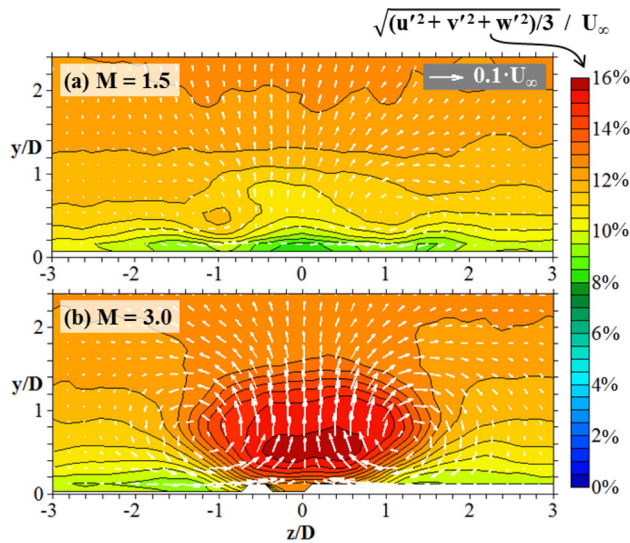 √(u'² + v'² + w'²)/3 / U∞
(a) M = 1.5
0.1·U∞
16%
14%
12%
10%
8%
6%
4%
2%
0%
y/D
2
1
0
-3 -2 -1 0 1 2 3
(b) M = 3.0
y/D
2
1
0
-3 -2 -1 0 1 2 3
z/D